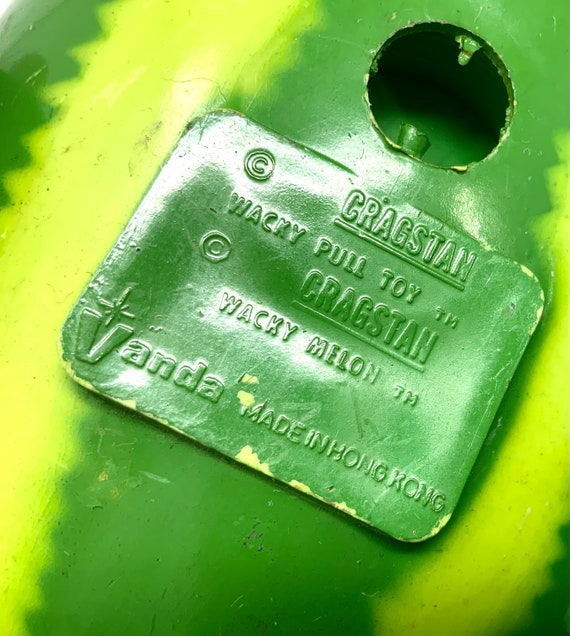 © CRAGSTAN
WACKY PULL TOY ™
© CRAGSTAN
WACKY MELON ™
Vanda MADE IN HONG KONG